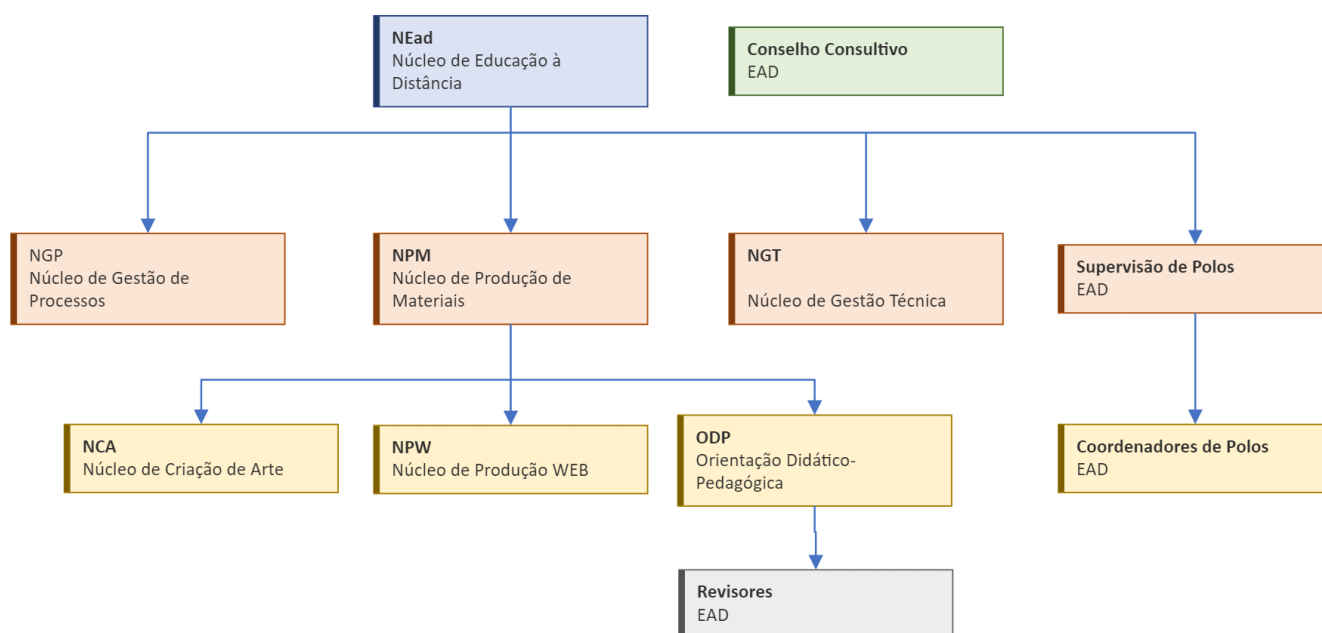 NEad
Núcleo de Educação à
Distância
Conselho Consultivo
EAD
NGP
Núcleo de Gestão de
Processos
NPM
Núcleo de Produção de
Materiais
NGT
Núcleo de Gestão Técnica
Supervisão de Polos
EAD
NCA
Núcleo de Criação de Arte
NPW
Núcleo de Produção WEB
ODP
Orientação Didático-
Pedagógica
Coordenadores de Polos
EAD
Revisores
EAD